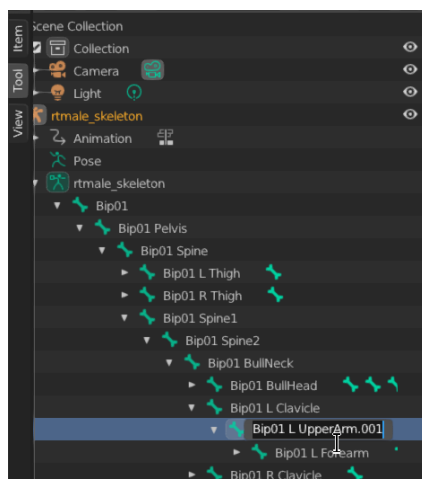 Item
Tool
View
Scene Collection
Collection
Camera
Light
rtmale_skeleton
Animation
Pose
rtmale_skeleton
Bip01
Bip01 Pelvis
Bip01 Spine
Bip01 L Thigh
Bip01 R Thigh
Bip01 Spine1
Bip01 Spine2
Bip01 BullNeck
Bip01 BullHead
Bip01 L Clavicle
Bip01 L UpperArm.001
Bip01 L Forearm
Bip01 R Clavicle